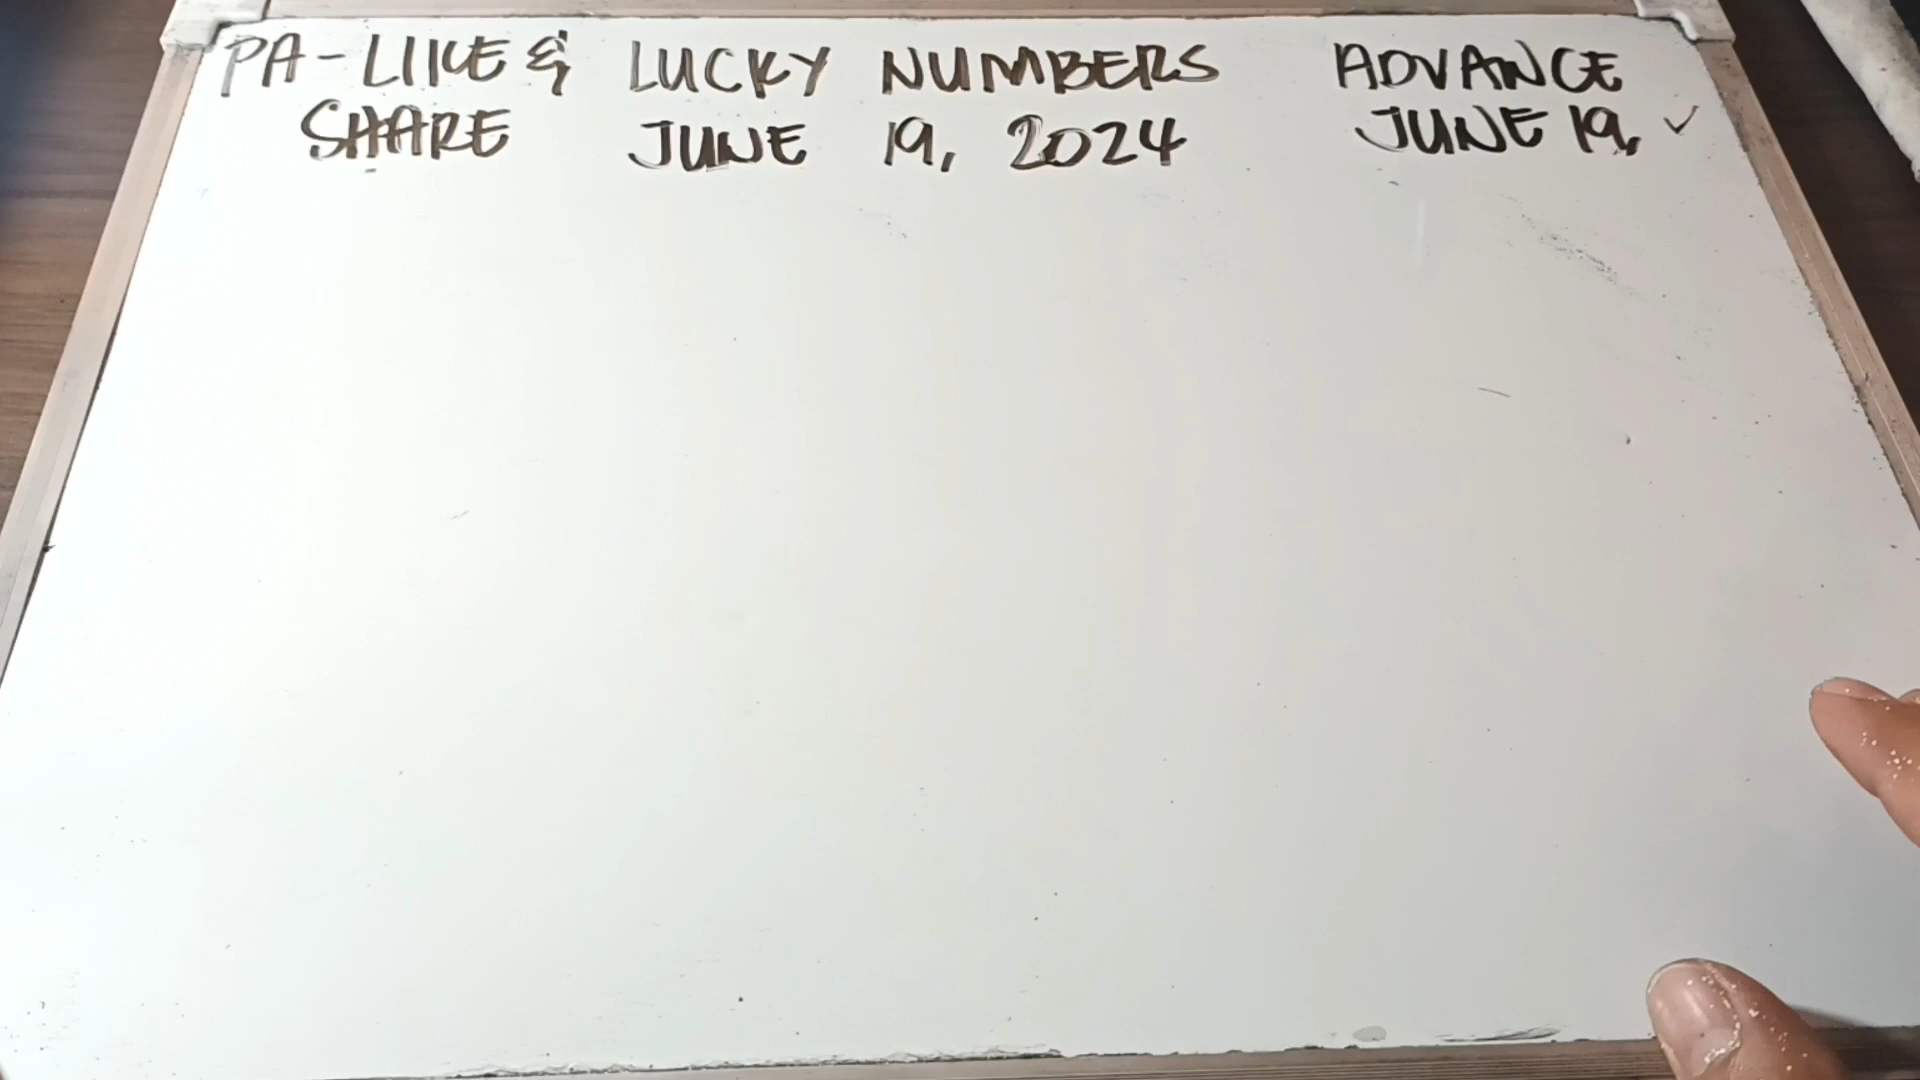 PA-LIKE & LUCKY NUMBERS ADVANCE
SHARE JUNE 19, 2024 JUNE 19, ✓